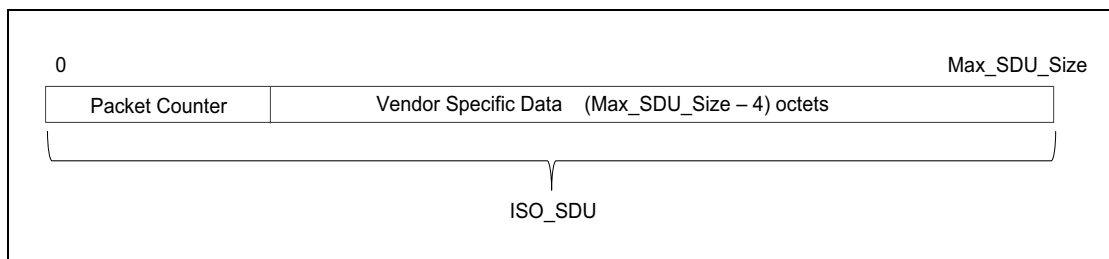 0 Max_SDU_Size
Packet Counter Vendor Specific Data (Max_SDU_Size – 4) octets
ISO_SDU